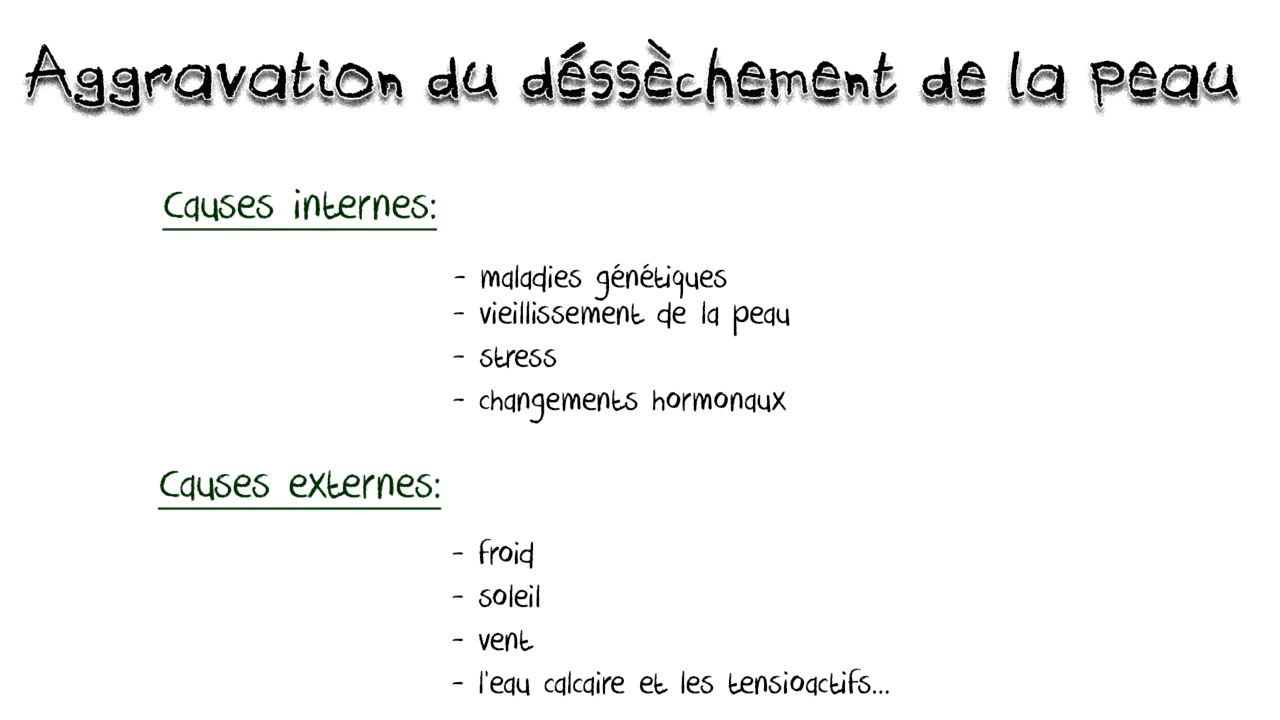 Aggravation du déssèchement de la peau
Causes internes:
- maladies génétiques
- vieillissement de la peau
- stress
- changements hormonaux
Causes externes:
- froid
- soleil
- vent
- l'eau calcaire et les tensioactifs...